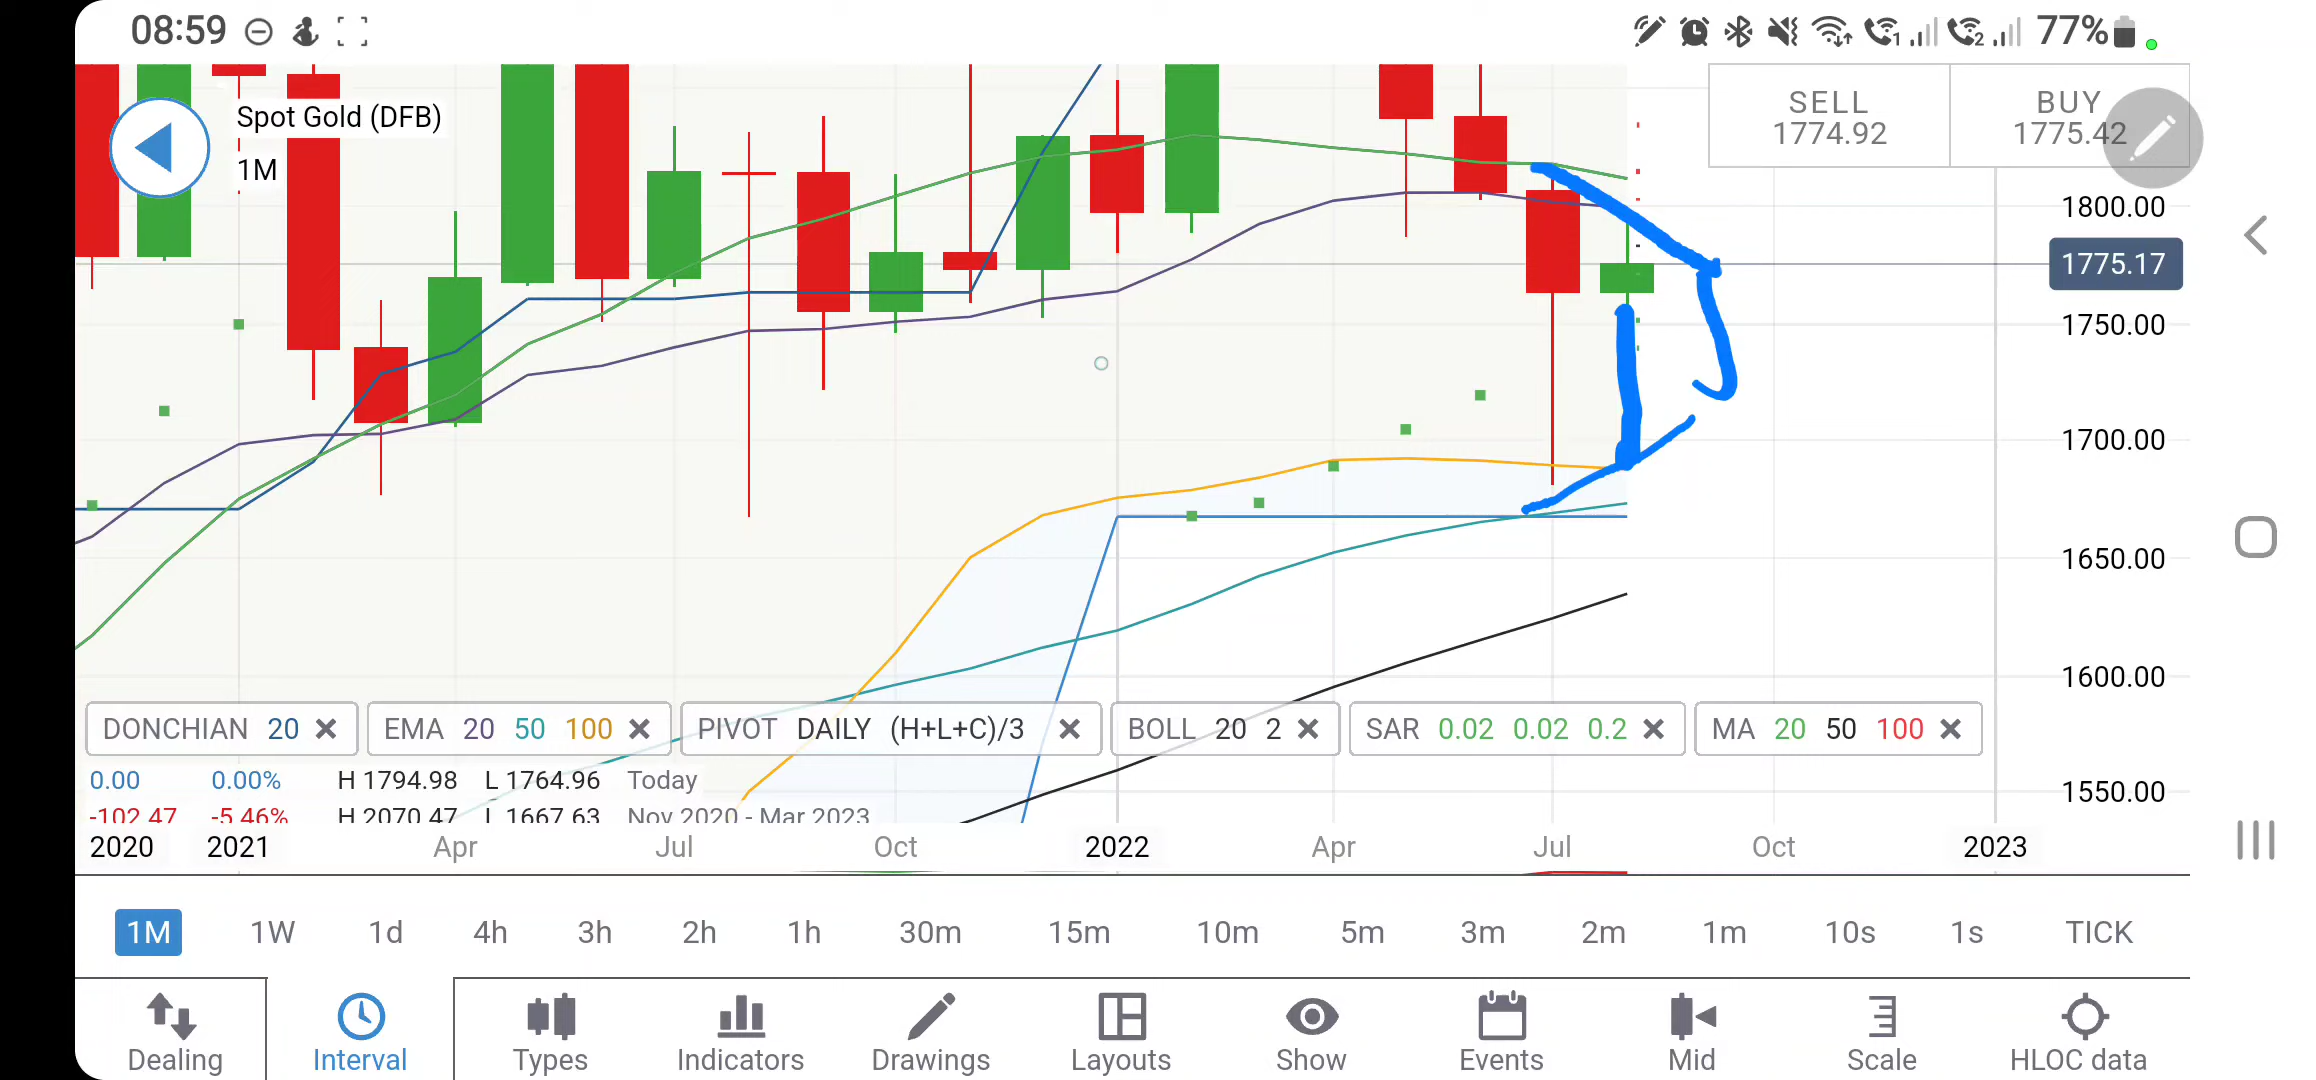 08:59
77%
Spot Gold (DFB)
1M
SELL
1774.92
BUY
1775.42
1800.00
1775.17
1750.00
1700.00
1650.00
1600.00
1550.00
DONCHIAN 20
EMA 20 50 100
PIVOT DAILY (H+L+C)/3
BOLL 20 2
SAR 0.02 0.02 0.2
MA 20 50 100
0.00 0.00% H 1794.98 L 1764.96 Today
-102.47 -5.46% H 2070.47 L 1667.63 Nov 2020 - Mar 2023
2020 2021 Apr Jul Oct 2022 Apr Jul Oct 2023
1M 1W 1d 4h 3h 2h 1h 30m 15m 10m 5m 3m 2m 1m 10s 1s TICK
Dealing Interval Types Indicators Drawings Layouts Show Events Mid Scale HLOC data